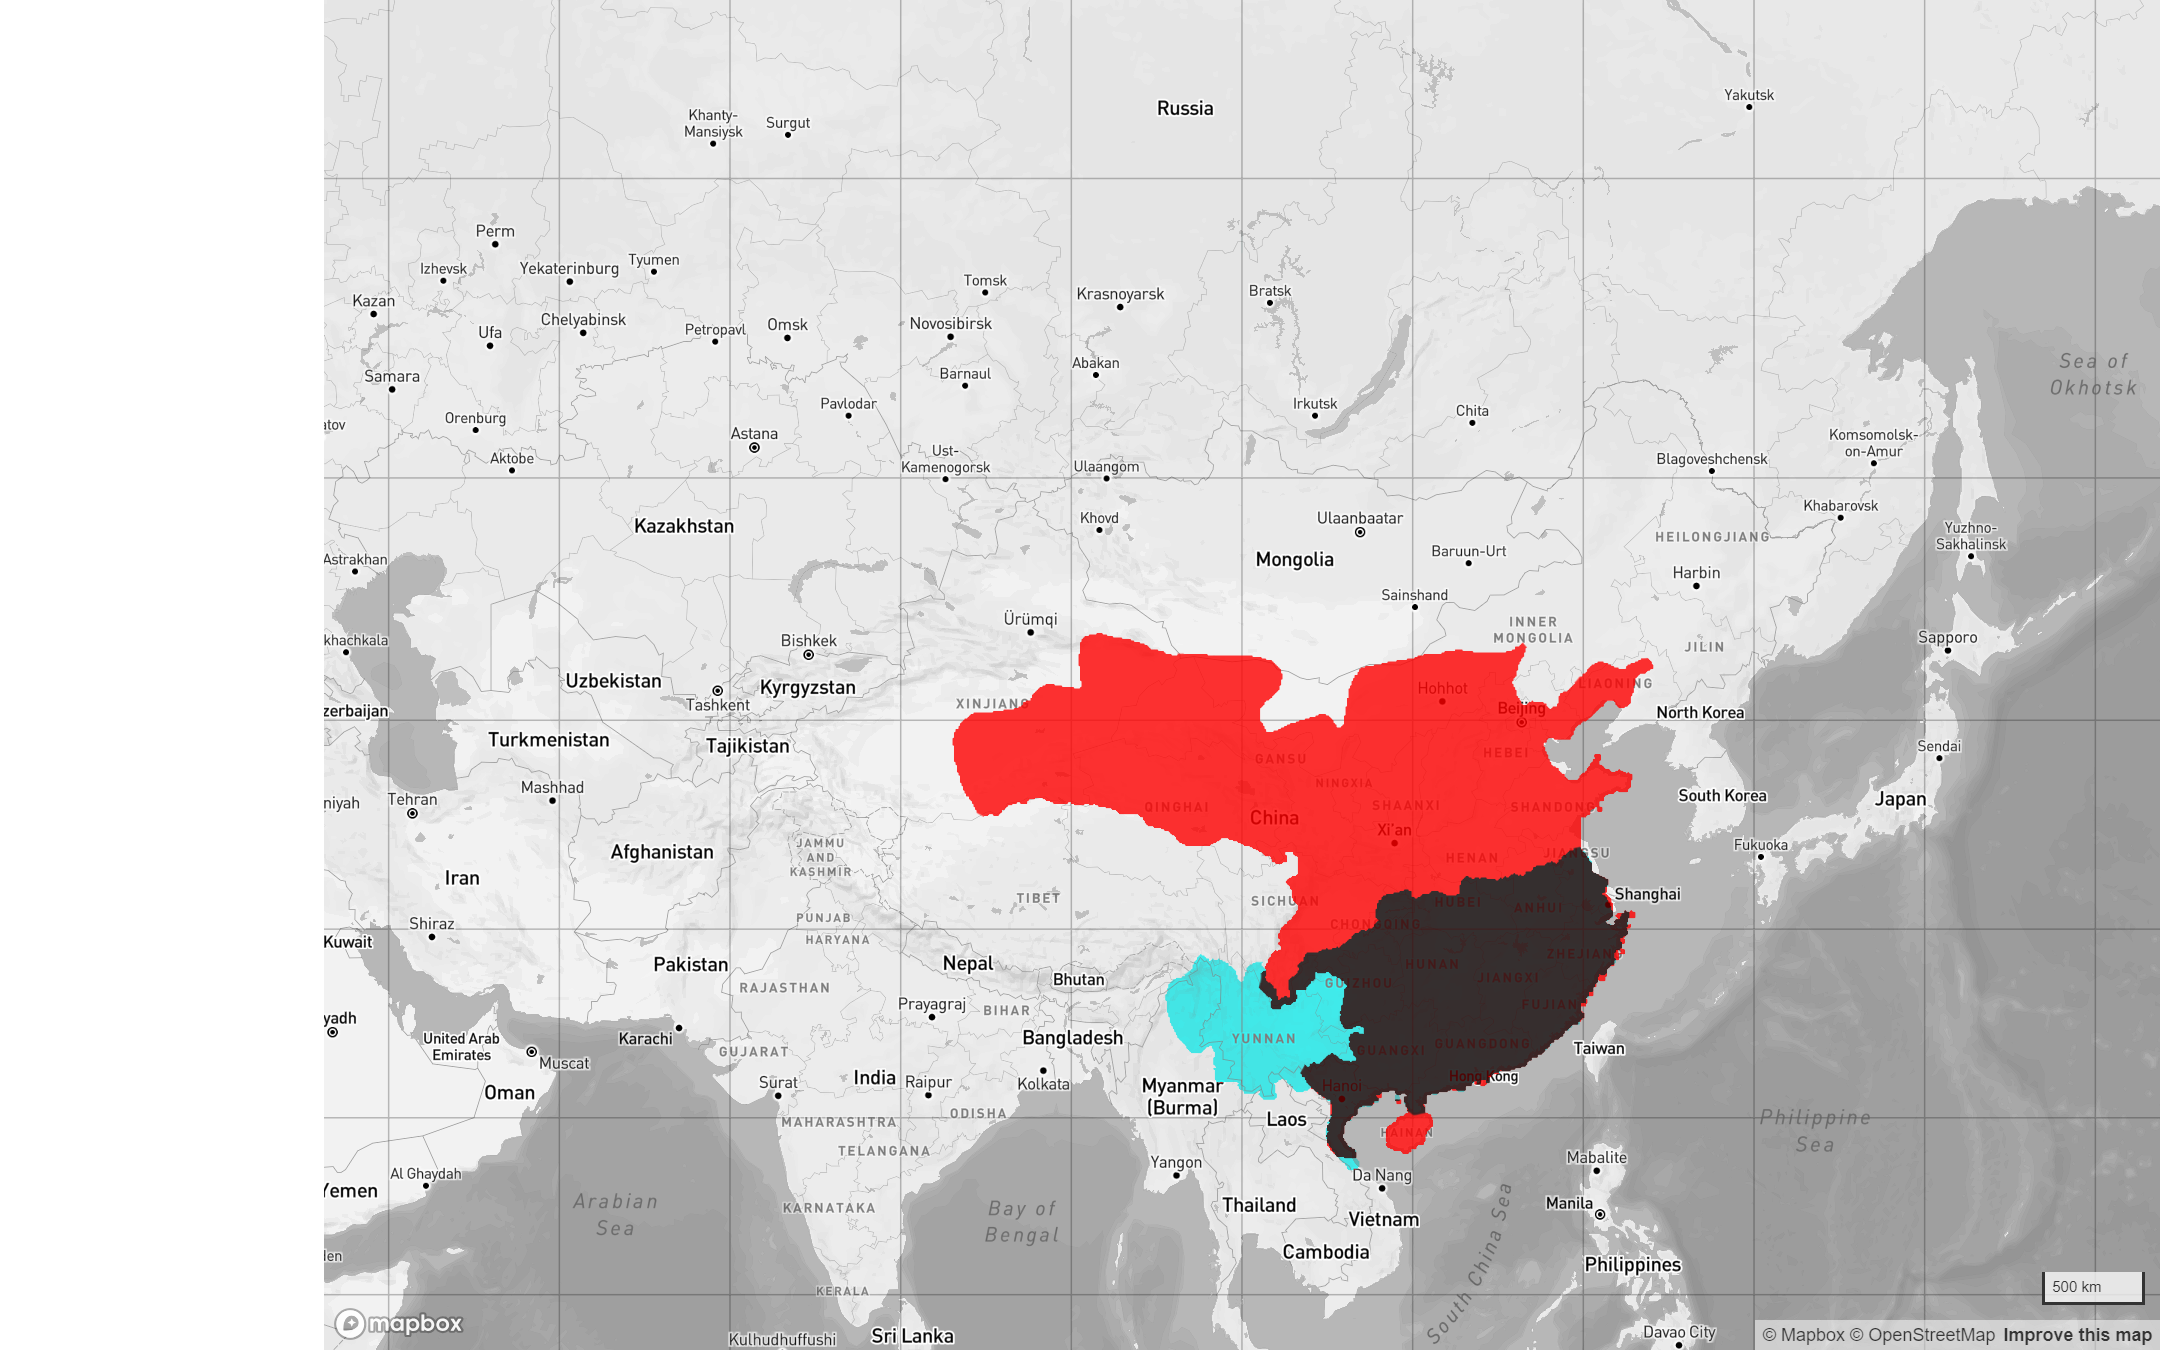 Russia
Yakutsk
Khanty-
Mansiysk
Surgut
Perm
Izhevsk
Yekaterinburg
Tyumen
Kazan
Ufa
Chelyabinsk
Petropavl
Omsk
Tomsk
Novosibirsk
Krasnoyarsk
Bratsk
Samara
Barnaul
Abakan
Sea of
Okhotsk
Orenburg
atov
Pavlodar
Irkutsk
Chita
Astana
Aktobe
Ust-
Kamenogorsk
Ulaangom
Blagoveshchensk
Komsomolsk-
on-Amur
Khabarovsk
Kazakhstan
Khovd
Ulaanbaatar
Mongolia
Baruun-Urt
HEILONGJIANG
Yuzhno-
Sakhalinsk
Astrakhan
Harbin
Sainshand
khachkala
Bishkek
Ürümqi
INNER
MONGOLIA
JILIN
Sapporo
Uzbekistan
Tashkent
Kyrgyzstan
XINJIANG
Hohhot
LIAONING
Beijing
North Korea
zerbaijan
Turkmenistan
Tajikistan
GANSU
HEBEI
Sendai
Mashhad
Tehran
niyah
NINGXIA
QINGHAI
SHAANXI
SHANDONG
China
Xi'an
South Korea
Japan
Afghanistan
JAMMU
AND
KASHMIR
HENAN
JIANGSU
Fukuoka
Iran
TIBET
SICHUAN
HUBEI
ANHUI
Shanghai
Shiraz
PUNJAB
HARYANA
CHONGQING
Kuwait
Pakistan
Nepal
Bhutan
HUNAN
JIANGXI
ZHEJIANG
GUIZHOU
RAJASTHAN
Prayagraj
BIHAR
FUJIAN
yadh
United Arab
Emirates
Muscat
Karachi
GUJARAT
Bangladesh
YUNNAN
GUANGXI
GUANGDONG
Taiwan
Oman
Surat
India
Raipur
Kolkata
Myanmar
(Burma)
Hanoi
Hong Kong
MAHARASHTRA
ODISHA
Laos
HAINAN
Philippine
Sea
TELANGANA
Al Ghaydah
Yemen
Yangon
Da Nang
Mabalite
Arabian
Sea
KARNATAKA
Bay of
Bengal
Thailand
Vietnam
Manila
Cambodia
South China Sea
Philippines
KERALA
500 km
mapbox
Kulhudhuffushi
Sri Lanka
Davao City
© Mapbox © OpenStreetMap Improve this map